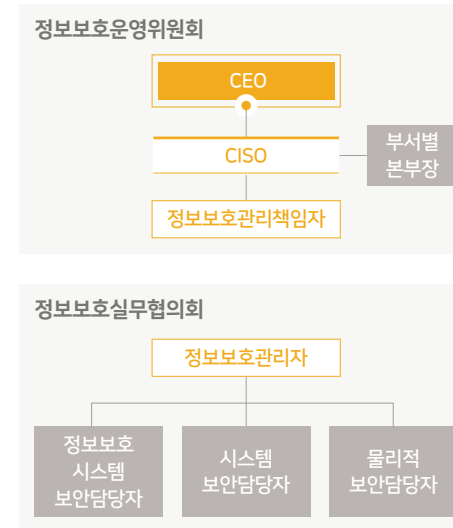 정보보호운영위원회
CEO
CISO
부서별
본부장
정보보호관리책임자
정보보호실무협의회
정보보호관리자
정보보호
시스템
보안담당자
시스템
보안담당자
물리적
보안담당자